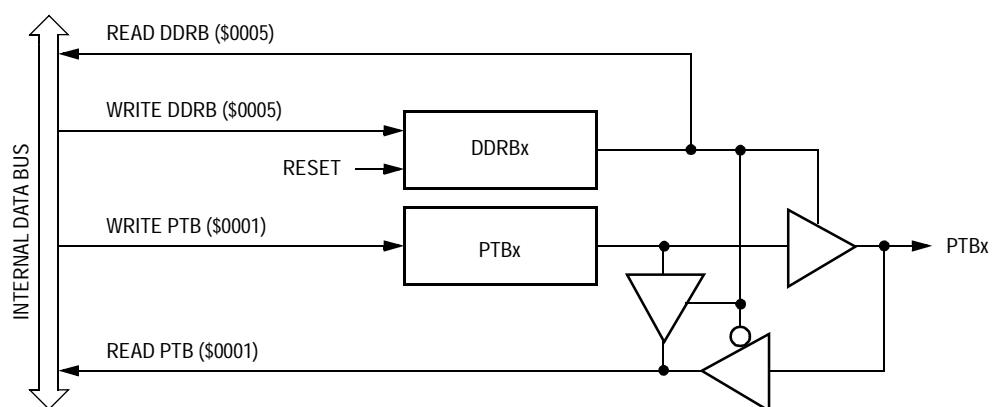 READ DDRB ($0005)
WRITE DDRB ($0005)
DDRBx
RESET
WRITE PTB ($0001)
PTBx
PTBx
READ PTB ($0001)
INTERNAL DATA BUS